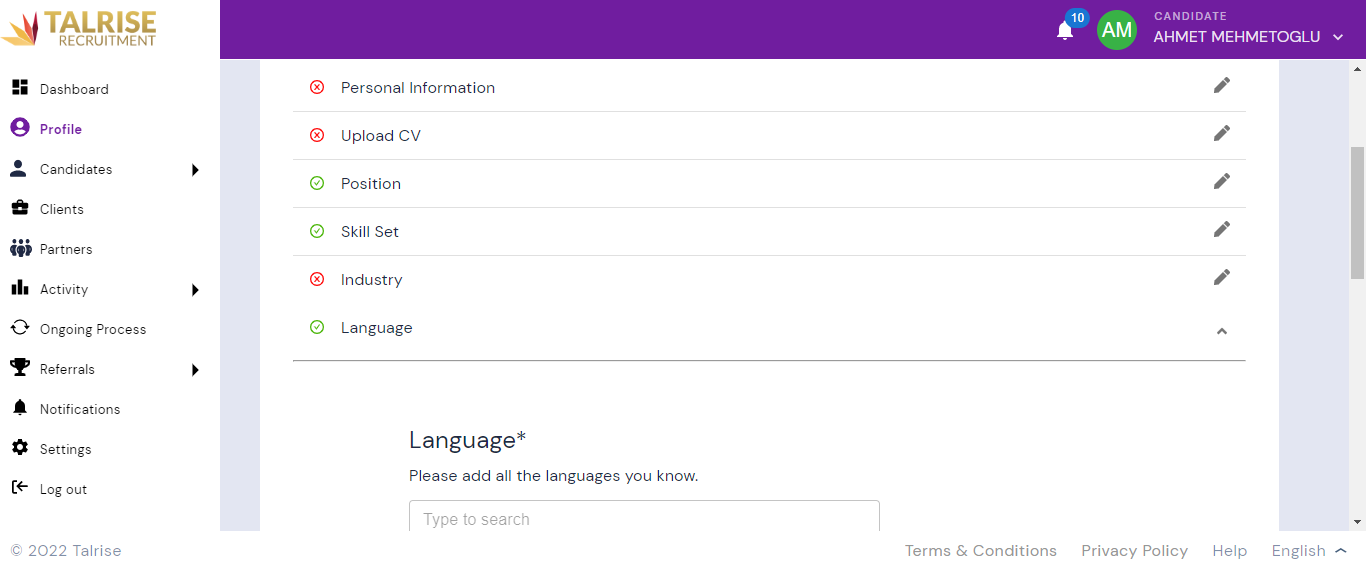 TALRISE
RECRUITMENT
10
AM
CANDIDATE
AHMET MEHMETOGLU
Dashboard
Profile
Candidates
Clients
Partners
Activity
Ongoing Process
Referrals
Notifications
Settings
Log out
Personal Information
Upload CV
Position
Skill Set
Industry
Language
Language*
Please add all the languages you know.
Type to search
© 2022 Talrise
Terms & Conditions
Privacy Policy
Help
English